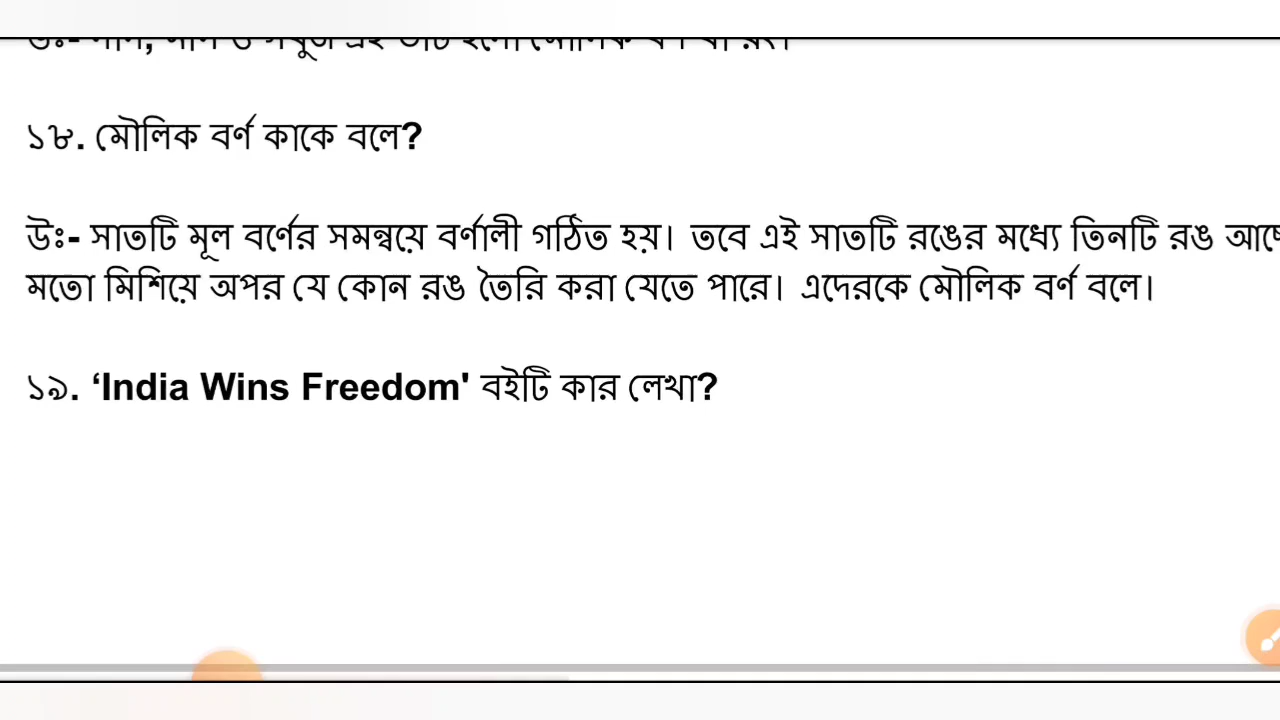 ১৮. মৌলিক বর্ণ কাকে বলে?
উঃ- সাতটি মূল বর্ণের সমন্বয়ে বর্ণালী গঠিত হয়। তবে এই সাতটি রঙের মধ্যে তিনটি রঙ
মতো মিশিয়ে অপর যে কোন রঙ তৈরি করা যেতে পারে। এদেরকে মৌলিক বর্ণ বলে।
১৯. ‘India Wins Freedom' বইটি কার লেখা?